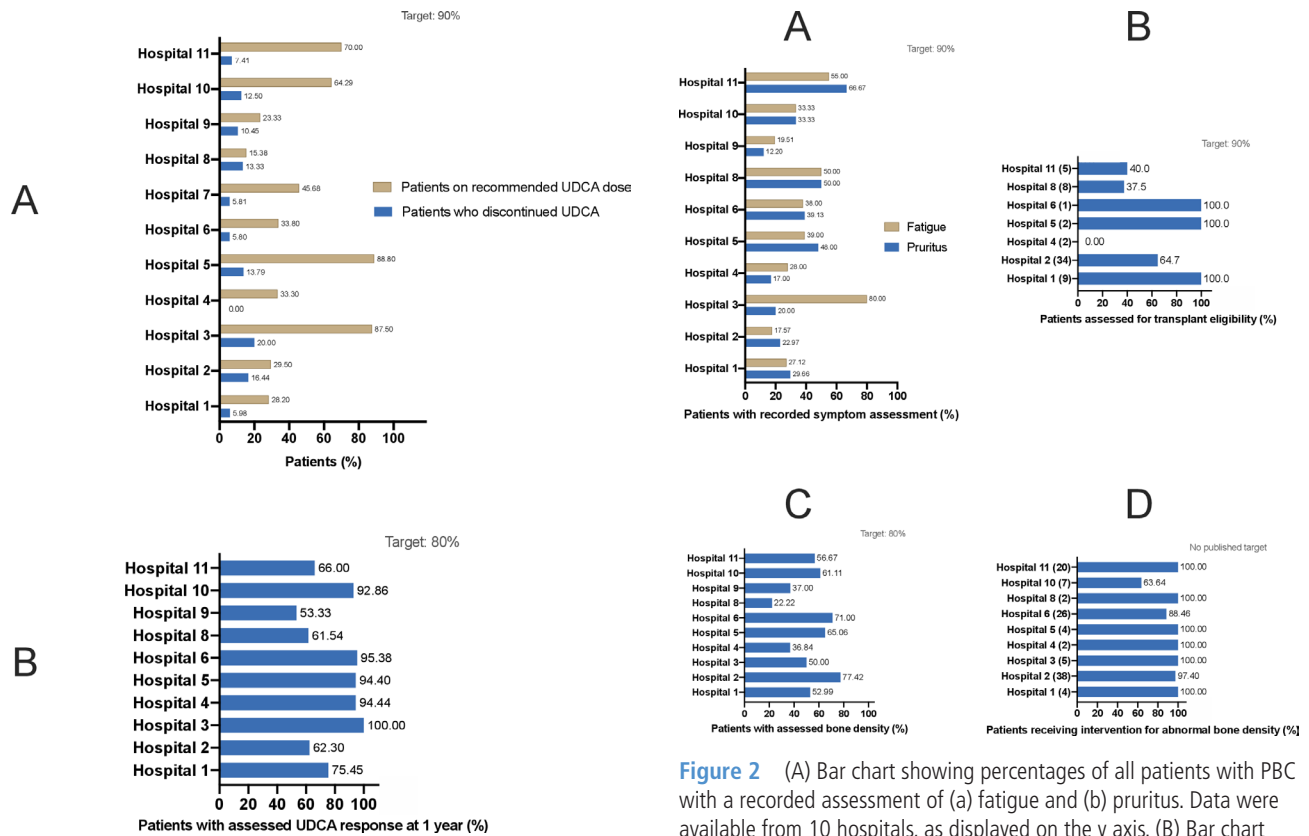 A
Target: 90%
Hospital 11
70.00
7.41
Hospital 10
64.29
12.50
Hospital 9
23.33
10.45
Hospital 8
15.38
13.33
Hospital 7
45.68
5.81
Hospital 6
33.80
5.80
Hospital 5
88.80
13.79
Hospital 4
33.30
0.00
Hospital 3
87.50
20.00
Hospital 2
29.50
16.44
Hospital 1
28.20
5.98
Patients on recommended UDCA dose
Patients who discontinued UDCA
0 20 40 60 80 100
Patients (%)
B
Target: 80%
Hospital 11 66.00
Hospital 10 92.86
Hospital 9 53.33
Hospital 8 61.54
Hospital 6 95.38
Hospital 5 94.40
Hospital 4 94.44
Hospital 3 100.00
Hospital 2 62.30
Hospital 1 75.45
0 20 40 60 80 100
Patients with assessed UDCA response at 1 year (%)
A
Target: 90%
Hospital 11
55.00
66.67
Hospital 10
33.33
33.33
Hospital 9
19.51
12.20
Hospital 8
50.00
50.00
Hospital 6
38.00
39.13
Hospital 5
39.00
48.00
Hospital 4
28.00
17.00
Hospital 3
80.00
20.00
Hospital 2
17.57
22.97
Hospital 1
27.12
29.66
Fatigue
Pruritus
0 20 40 60 80 100
Patients with recorded symptom assessment (%)
B
Target: 90%
Hospital 11 (5) 40.0
Hospital 8 (8) 37.5
Hospital 6 (1) 100.0
Hospital 5 (2) 100.0
Hospital 4 (2) 0.00
Hospital 2 (34) 64.7
Hospital 1 (9) 100.0
0 20 40 60 80 100
Patients assessed for transplant eligibility (%)
C
Target: 80%
Hospital 11 56.67
Hospital 10 61.11
Hospital 9 37.00
Hospital 8 22.22
Hospital 6 71.00
Hospital 5 65.06
Hospital 4 36.84
Hospital 3 50.00
Hospital 2 77.42
Hospital 1 52.99
0 20 40 60 80 100
Patients with assessed bone density (%)
D
No published target
Hospital 11 (20) 100.00
Hospital 10 (7) 63.64
Hospital 8 (2) 100.00
Hospital 6 (26) 88.46
Hospital 5 (4) 100.00
Hospital 4 (2) 100.00
Hospital 3 (5) 100.00
Hospital 2 (38) 97.40
Hospital 1 (4) 100.00
0 20 40 60 80 100
Patients receiving intervention for abnormal bone density (%)
Figure 2 (A) Bar chart showing percentages of all patients with PBC
with a recorded assessment of (a) fatigue and (b) pruritus. Data were
available from 10 hospitals, as displayed on the y axis. (B) Bar chart